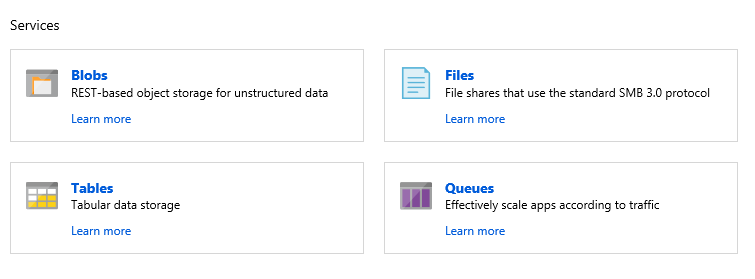 Services
Blobs
REST-based object storage for unstructured data
Learn more
Files
File shares that use the standard SMB 3.0 protocol
Learn more
Tables
Tabular data storage
Learn more
Queues
Effectively scale apps according to traffic
Learn more